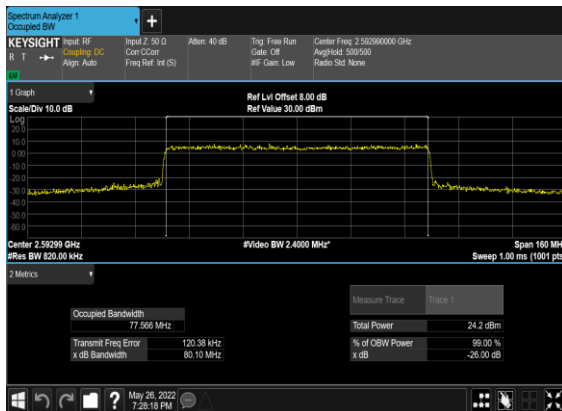 Spectrum Analyzer 1
Occupied BW
KEYSIGHT
R T
LXI
Input: RF
Coupling: DC
Align: Auto
Input Z: 50 Ω
Corr CCorr
Freq Ref: Int (S)
Atten: 40 dB
Trig: Free Run
Gate: Off
#IF Gain: Low
Center Freq: 2.592990000 GHz
Avg|Hold: 500/500
Radio Std: None
1 Graph
Scale/Div 10.0 dB
Ref Lvl Offset 8.00 dB
Ref Value 30.00 dBm
Log
20.0
10.0
0.00
-10.0
-20.0
-30.0
-40.0
-50.0
-60.0
Center 2.59299 GHz
#Video BW 2.4000 MHz*
Span 160 MH
#Res BW 820.00 kHz
Sweep 1.00 ms (1001 pts
2 Metrics
Measure Trace
Trace 1
Occupied Bandwidth
77.566 MHz
Total Power
24.2 dBm
Transmit Freq Error
120.38 kHz
% of OBW Power
99.00 %
x dB Bandwidth
80.10 MHz
x dB
-26.00 dB
?
May 26, 2022
7:28:18 PM